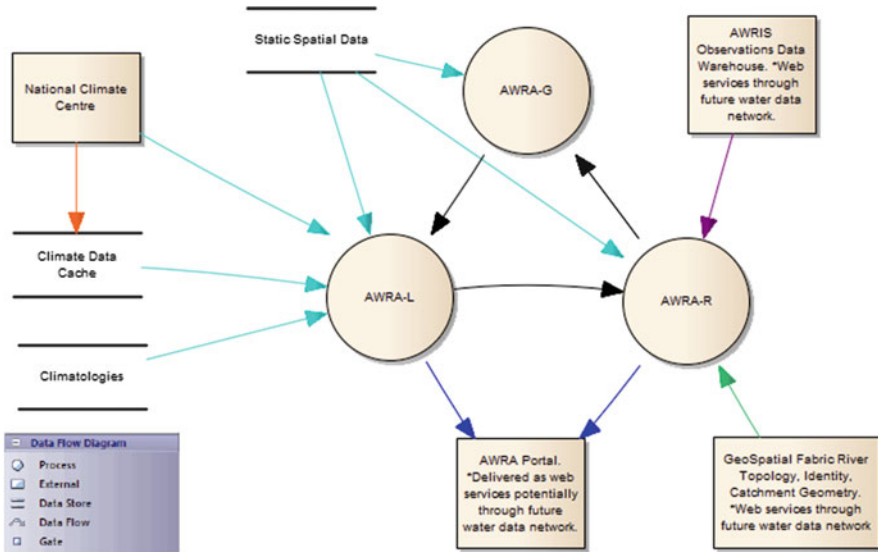 Static Spatial Data
AWRA-G
AWRIS
Observations Data
Warehouse. *Web
services through
future water data
network.
National Climate
Centre
Climate Data
Cache
AWRA-L
AWRA-R
Climatologies
Data Flow Diagram
Process
External
Data Store
Data Flow
Gate
AWRA Portal.
*Delivered as web
services potentially
through future
water data network.
GeoSpatial Fabric River
Topology, Identity,
Catchment Geometry.
*Web services through
future water data network